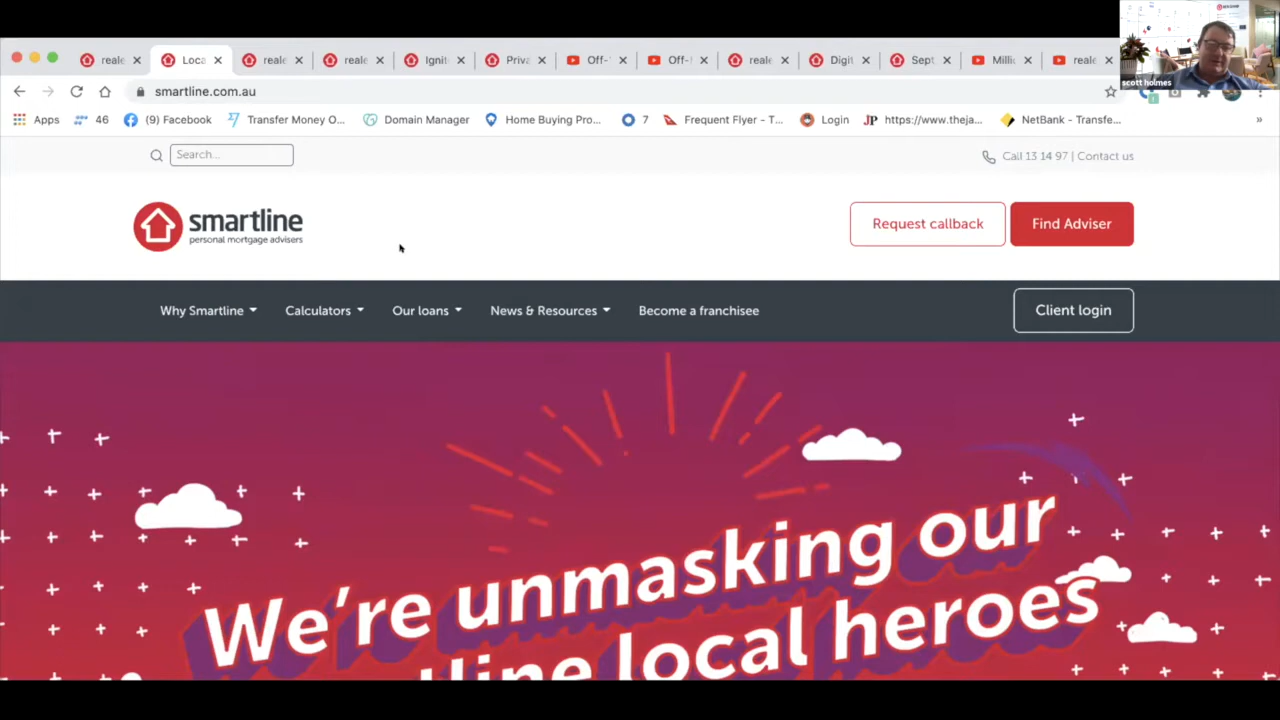 reale
Loca
reale
reale
Ignite
Priva
Off-
Off-
reale
Digit
Sept
Milli
reale
scott holmes
smartline.com.au
Apps
46
(9) Facebook
Transfer Money O...
Domain Manager
Home Buying Pro...
7
Frequent Flyer - T...
Login
JP https://www.theja...
NetBank - Transfe...
»
Search...
Call 13 14 97 | Contact us
smartline
personal mortgage advisers
Request callback
Find Adviser
Why Smartline
Calculators
Our loans
News & Resources
Become a franchisee
Client login
We're unmasking our
local heroes